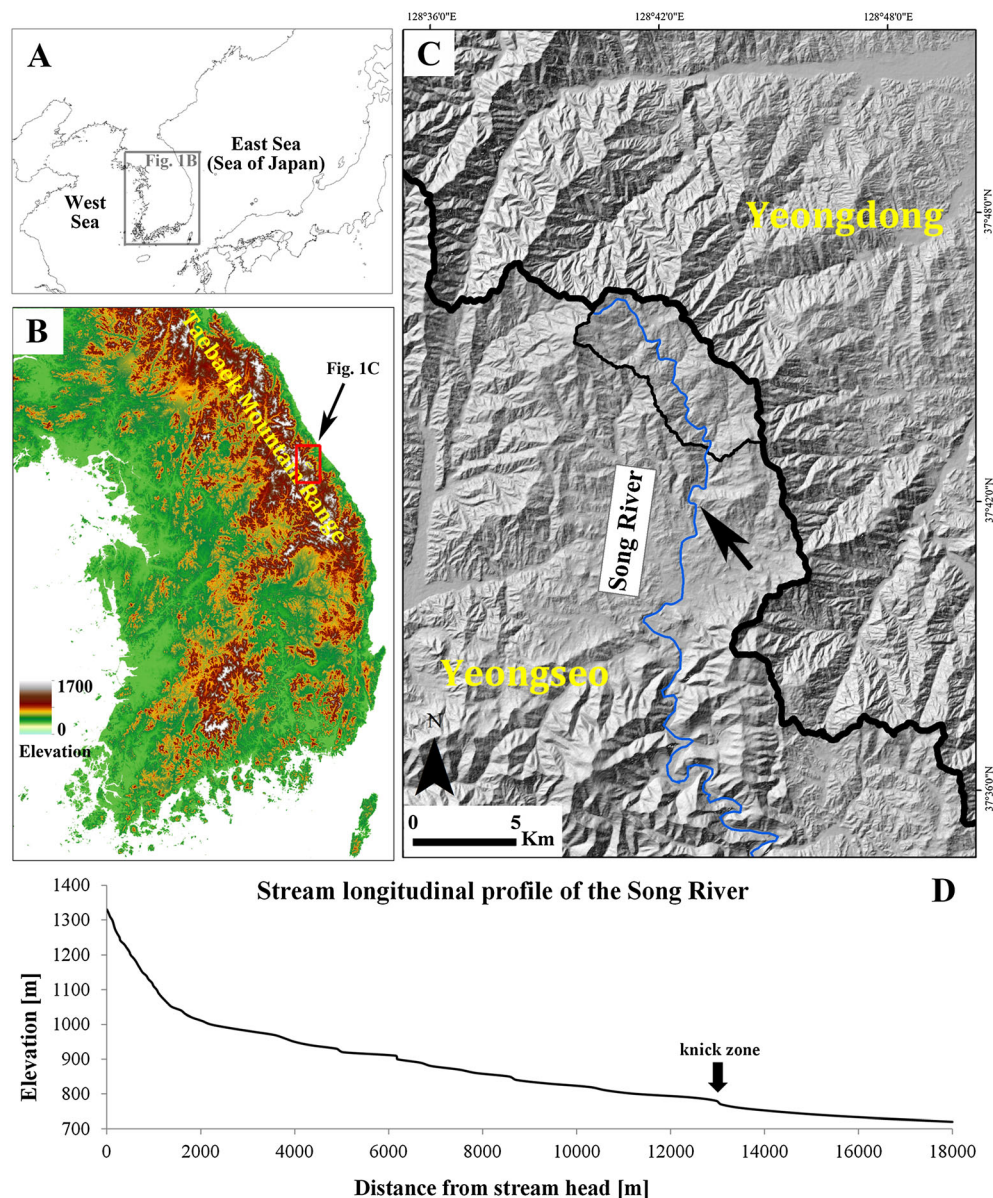 A
East Sea
(Sea of Japan)
Fig. 1B
West
Sea
B
Taebaek Mountain Range
Fig. 1C
1700
0
Elevation
128°36'0"E
128°42'0"E
128°48'0"E
C
Yeongdong
37°48'0"N
37°42'0"N
Song River
Yeongseo
N
37°36'0"N
0
5
Km
Stream longitudinal profile of the Song River
D
1400
1300
1200
1100
1000
900
800
700
Elevation [m]
knick zone
0
2000
4000
6000
8000
10000
12000
14000
16000
18000
Distance from stream head [m]